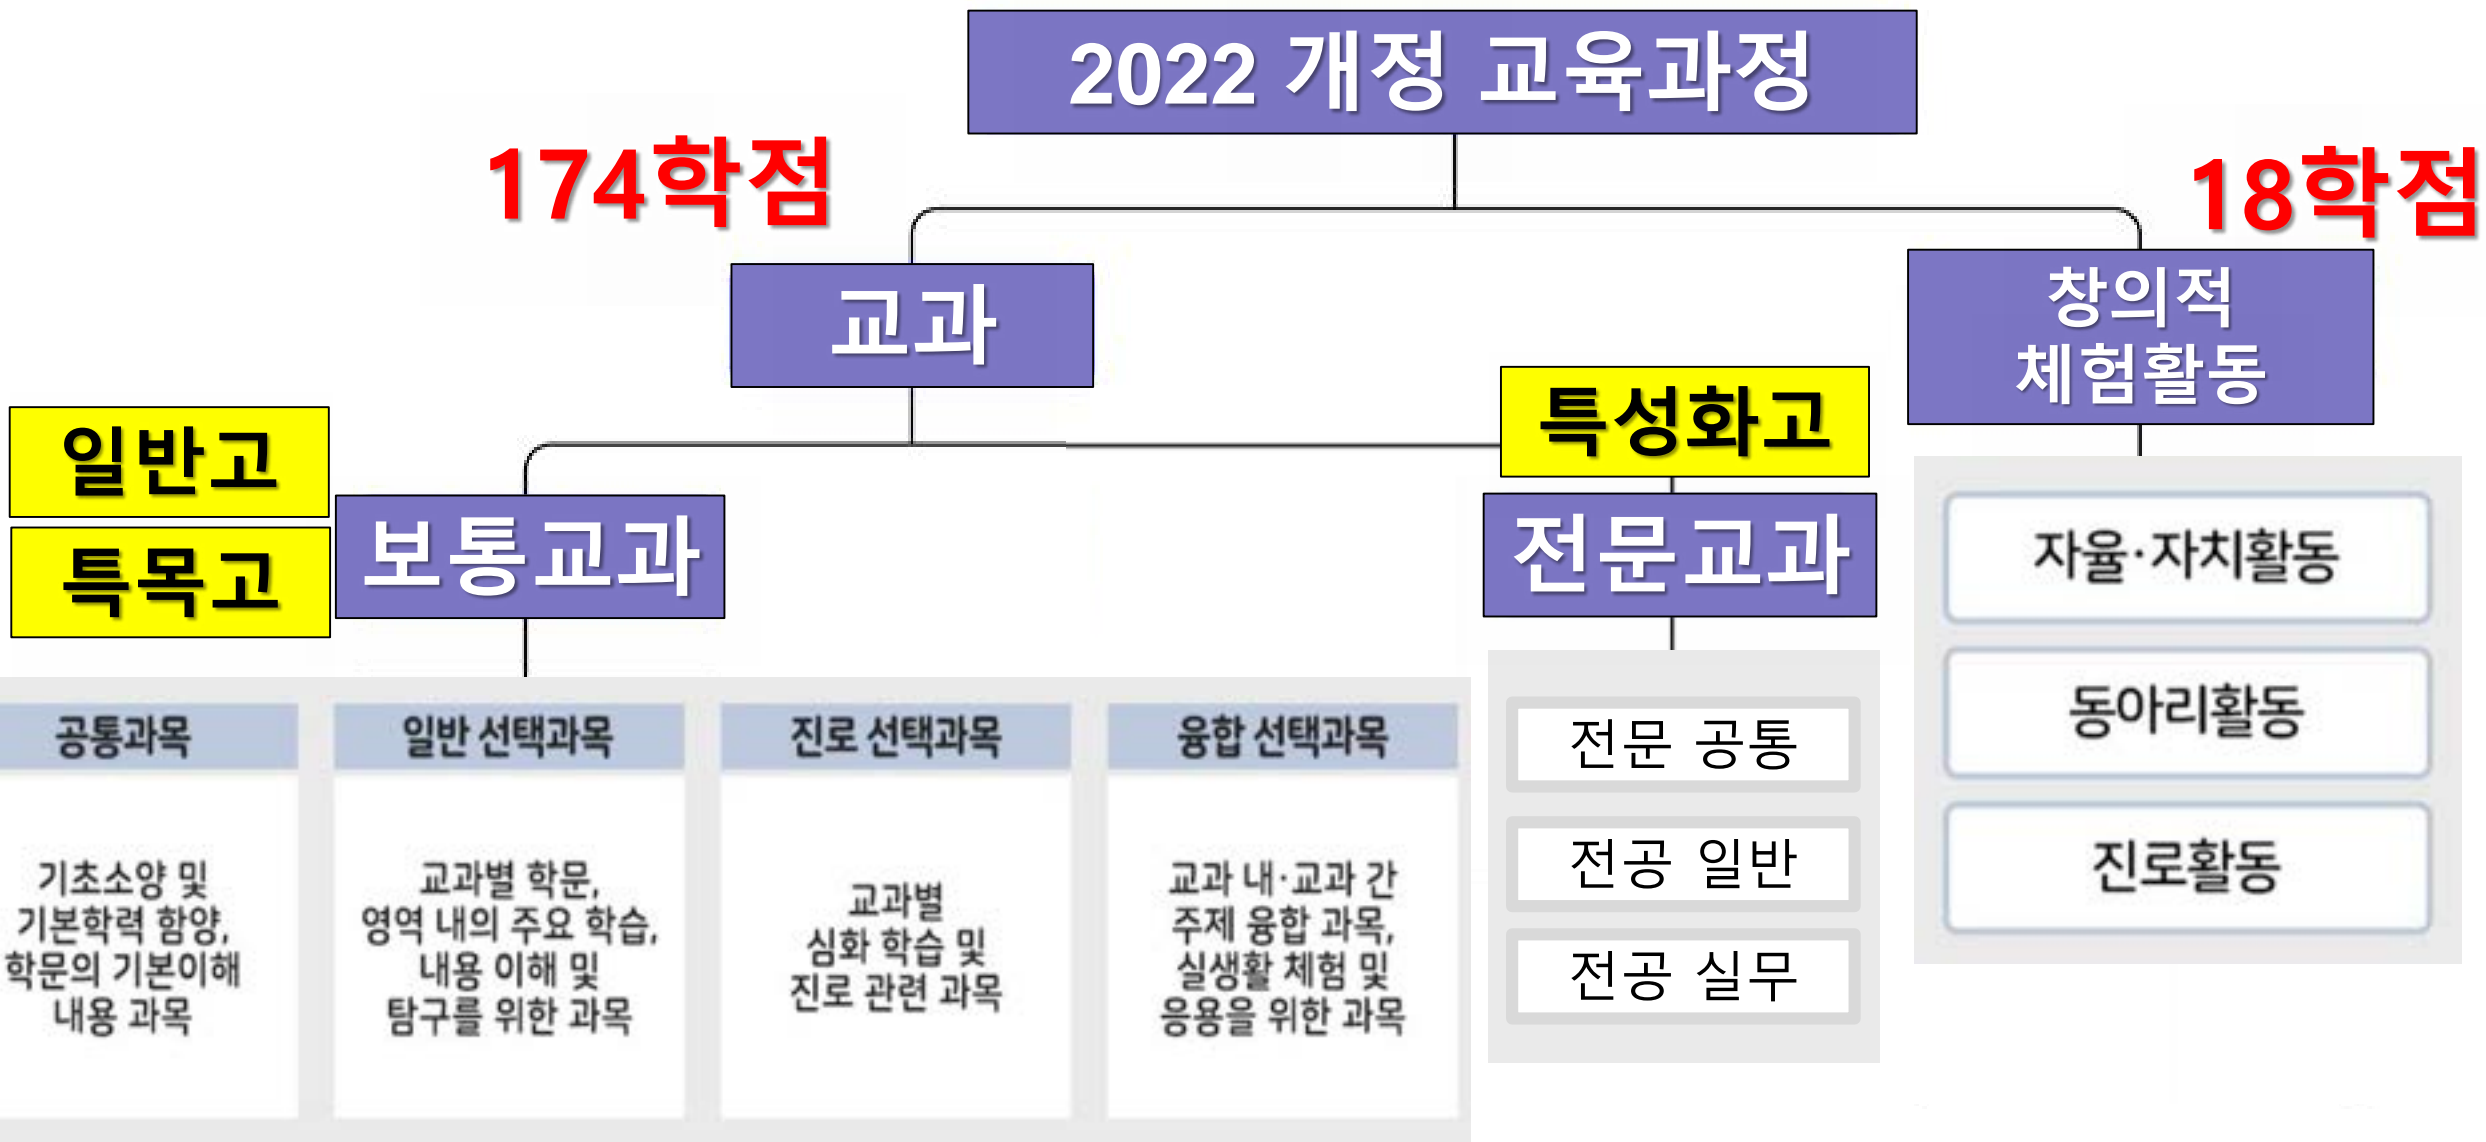 2022 개정 교육과정
174학점
18학점
교과
창의적
체험활동
일반고
특목고
보통교과
특성화고
전문교과
공통과목
기초소양 및
기본학력 함양,
학문의 기본이해
내용 과목
일반 선택과목
교과별 학문,
영역 내의 주요 학습,
내용 이해 및
탐구를 위한 과목
진로 선택과목
교과별
심화 학습 및
진로 관련 과목
융합 선택과목
교과 내·교과 간
주제 융합 과목,
실생활 체험 및
응용을 위한 과목
전문 공통
전공 일반
전공 실무
자율·자치활동
동아리활동
진로활동